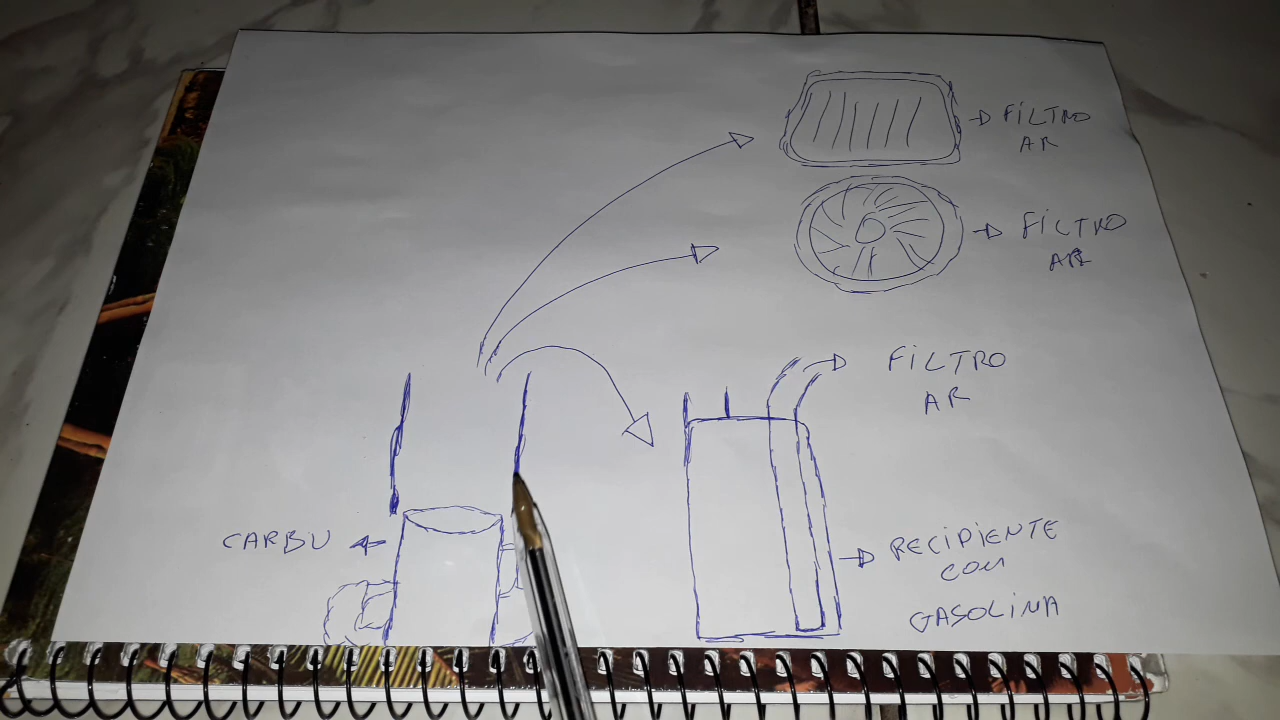 FILTRO
AR
FILTRO
AR
FILTRO
AR
CARBU
RECIPIENTE
COM
GASOLINA